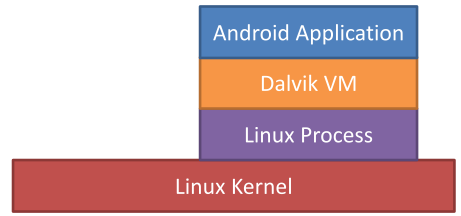 Android Application
Dalvik VM
Linux Process
Linux Kernel